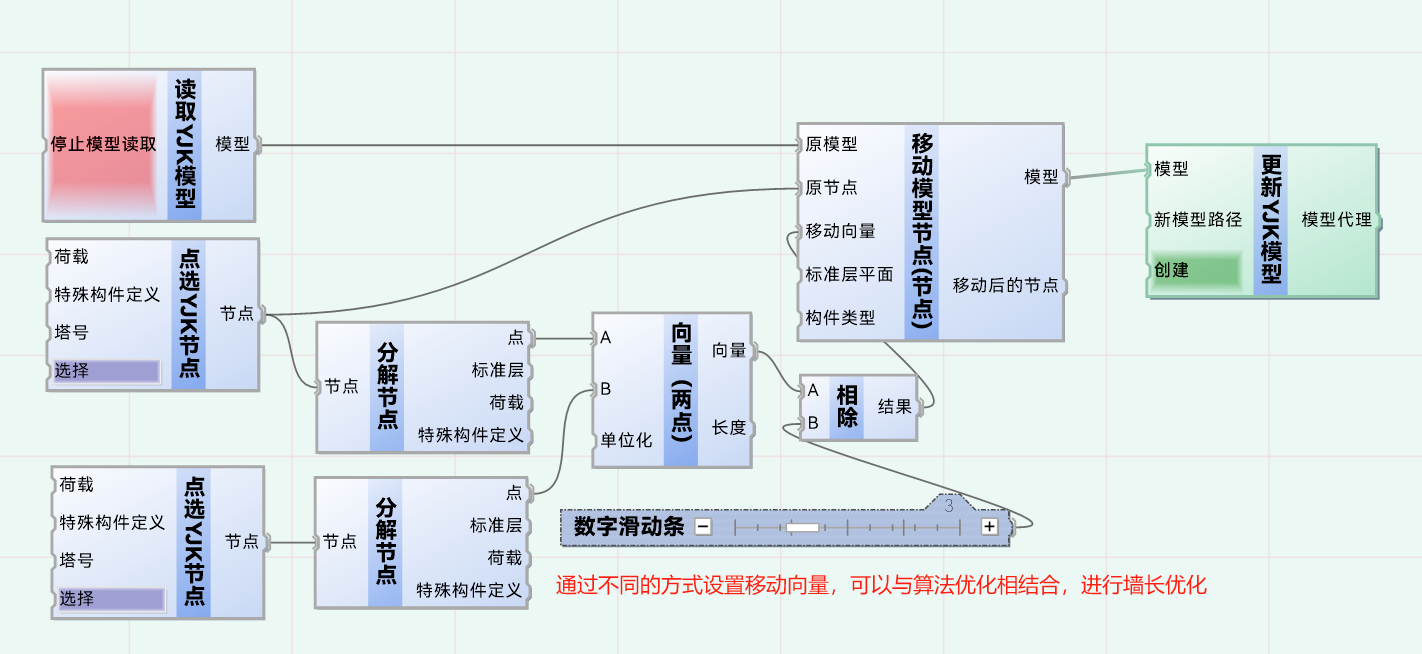 停止模型读取
读取YJK模型
模型
荷载
特殊构件定义
塔号
选择
点选YJK节点
节点
节点
分解节点
点
标准层
荷载
特殊构件定义
A
B
单位化
向量（两点）
向量
长度
原模型
原节点
移动向量
标准层平面
构件类型
移动模型节点(节点)
模型
移动后的节点
模型
新模型路径
创建
更新YJK模型
模型代理
A
B
相除
结果
荷载
特殊构件定义
塔号
选择
点选YJK节点
节点
节点
分解节点
点
标准层
荷载
特殊构件定义
数字滑动条
3
通过不同的方式设置移动向量，可以与算法优化相结合，进行墙长优化